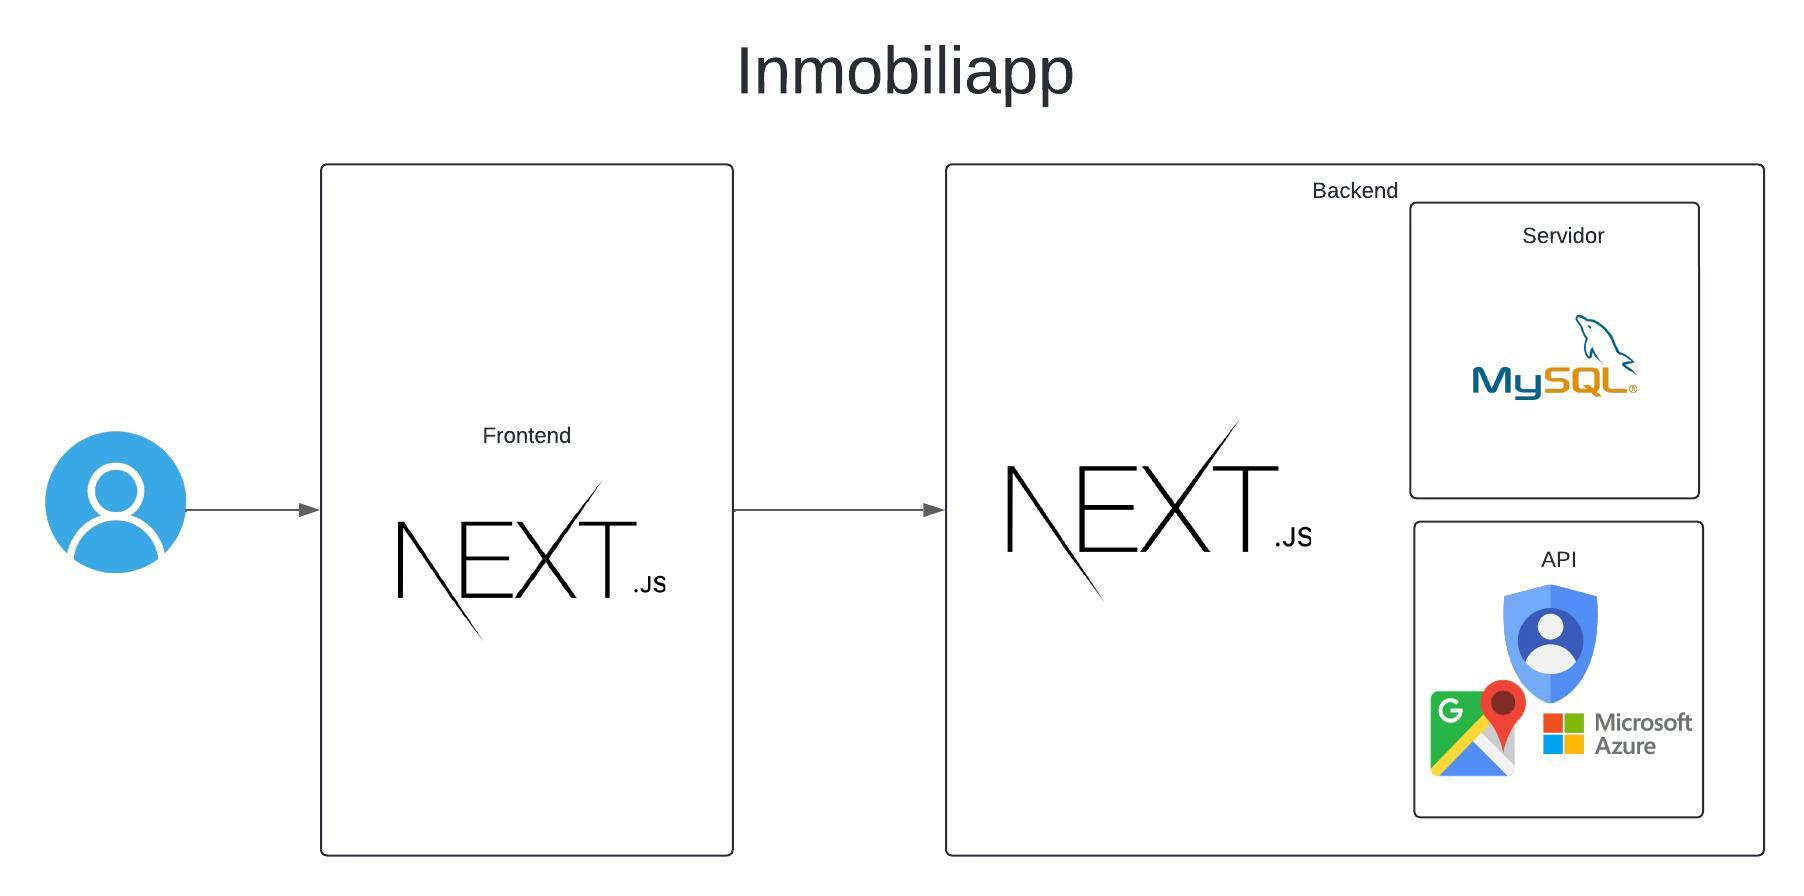 Inmobiliapp
Frontend
NEXT.JS
Backend
NEXT.JS
Servidor
MySQL®
API
G
Microsoft
Azure